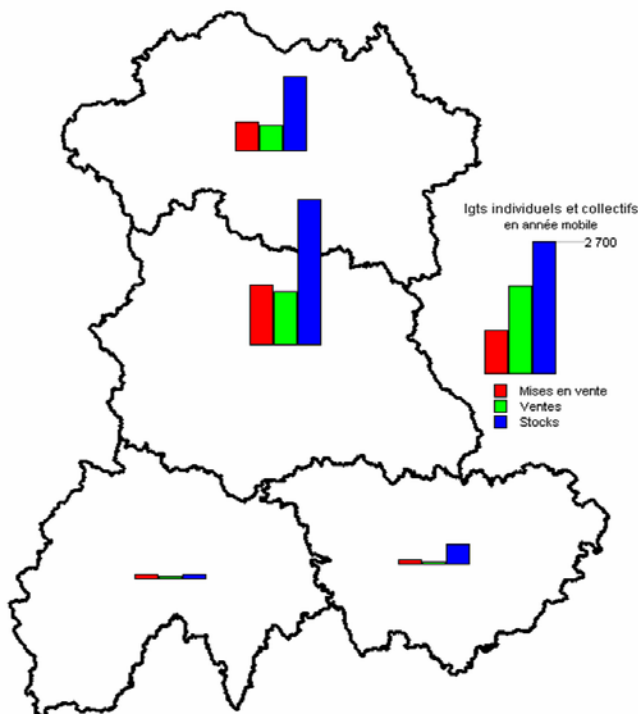 lgts individuels et collectifs
en année mobile
2 700
Mises en vente
Ventes
Stocks